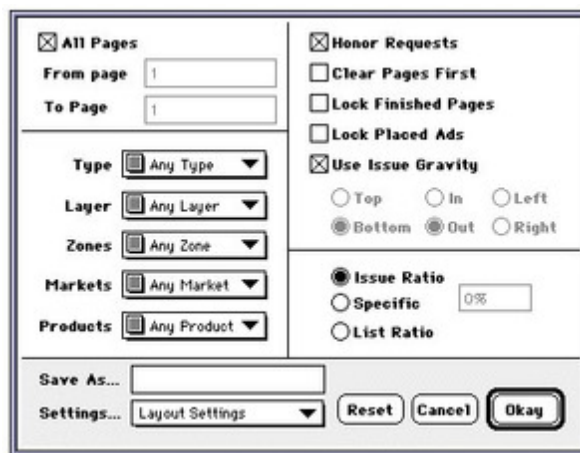 All Pages
From page 1
To Page 1
Type Any Type
Layer Any Layer
Zones Any Zone
Markets Any Market
Products Any Product
Honor Requests
Clear Pages First
Lock Finished Pages
Lock Placed Ads
Use Issue Gravity
Top In Left
Bottom Out Right
Issue Ratio
Specific 0%
List Ratio
Save As...
Settings... Layout Settings Reset Cancel Okay